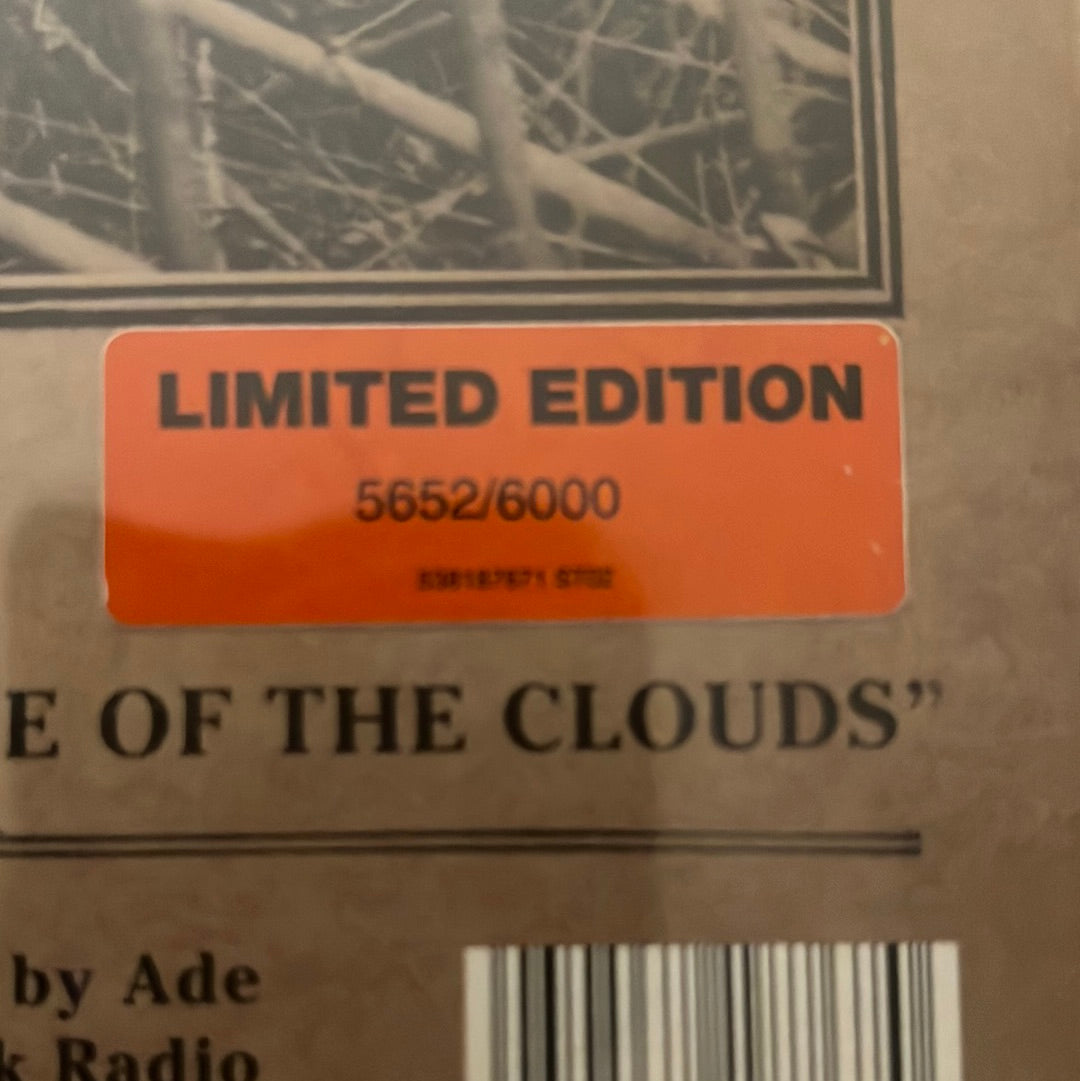 LIMITED EDITION
5652/6000
E OF THE CLOUDS”
by Ade
k Radio